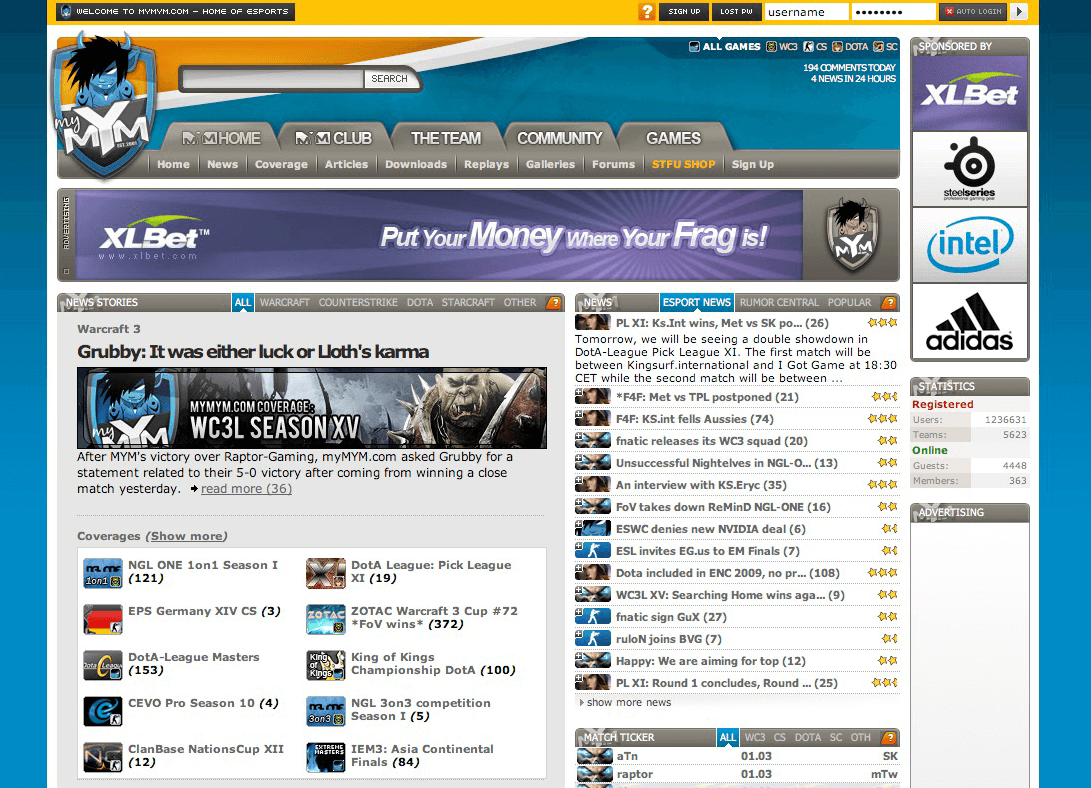 WELCOME TO MYMYM.COM – HOME OF ESPORTS
? SIGN UP LOST PW username •••••••• AUTO LOGIN
ALL GAMES WC3 CS DOTA SC
194 COMMENTS TODAY
4 NEWS IN 24 HOURS
SEARCH
my MYM
EST.2001
MYM HOME MYM CLUB THE TEAM COMMUNITY GAMES
Home News Coverage Articles Downloads Replays Galleries Forums STFU SHOP Sign Up
ADVERTISING
XLBet™
www.xlbet.com
Put Your Money Where Your Frag is!
MYM
SPONSORED BY
XLBet
steelseries
professional gaming gear
intel
adidas
NEWS STORIES ALL WARCRAFT COUNTERSTRIKE DOTA STARCRAFT OTHER ?
Warcraft 3
Grubby: It was either luck or Lloth's karma
my MYM
MYMYM.COM COVERAGE:
WC3L SEASON XV
After MYM's victory over Raptor-Gaming, myMYM.com asked Grubby for a
statement related to their 5-0 victory after coming from winning a close
match yesterday. read more (36)
Coverages (Show more)
1on1
NGL ONE 1on1 Season I
(121)
DotA League: Pick League
XI (19)
EPS Germany XIV CS (3)
ZOTAC
ZOTAC Warcraft 3 Cup #72
*FoV wins* (372)
DotA-League Masters
(153)
King of Kings
King of Kings
Championship DotA (100)
CEVO Pro Season 10 (4)
3on3
NGL 3on3 competition
Season I (5)
ClanBase NationsCup XII
(12)
EXTREME MASTERS
IEM3: Asia Continental
Finals (84)
NEWS ESPORT NEWS RUMOR CENTRAL POPULAR ?
PL XI: Ks.Int wins, Met vs SK po... (26)
Tomorrow, we will be seeing a double showdown in
DotA-League Pick League XI. The first match will be
between Kingsurf.international and I Got Game at 18:30
CET while the second match will be between ...
*F4F: Met vs TPL postponed (21)
F4F: KS.int fells Aussies (74)
fnatic releases its WC3 squad (20)
Unsuccessful Nightelves in NGL-O... (13)
An interview with KS.Eryc (35)
FoV takes down ReMinD NGL-ONE (16)
ESWC denies new NVIDIA deal (6)
ESL invites EG.us to EM Finals (7)
Dota included in ENC 2009, no pr... (108)
WC3L XV: Searching Home wins aga... (9)
fnatic sign GuX (27)
ruloN joins BVG (7)
Happy: We are aiming for top (12)
PL XI: Round 1 concludes, Round ... (25)
show more news
MATCH TICKER ALL WC3 CS DOTA SC OTH ?
aTn 01.03 SK
raptor 01.03 mTw
STATISTICS
Registered
Users: 1236631
Teams: 5623
Online
Guests: 4448
Members: 363
ADVERTISING